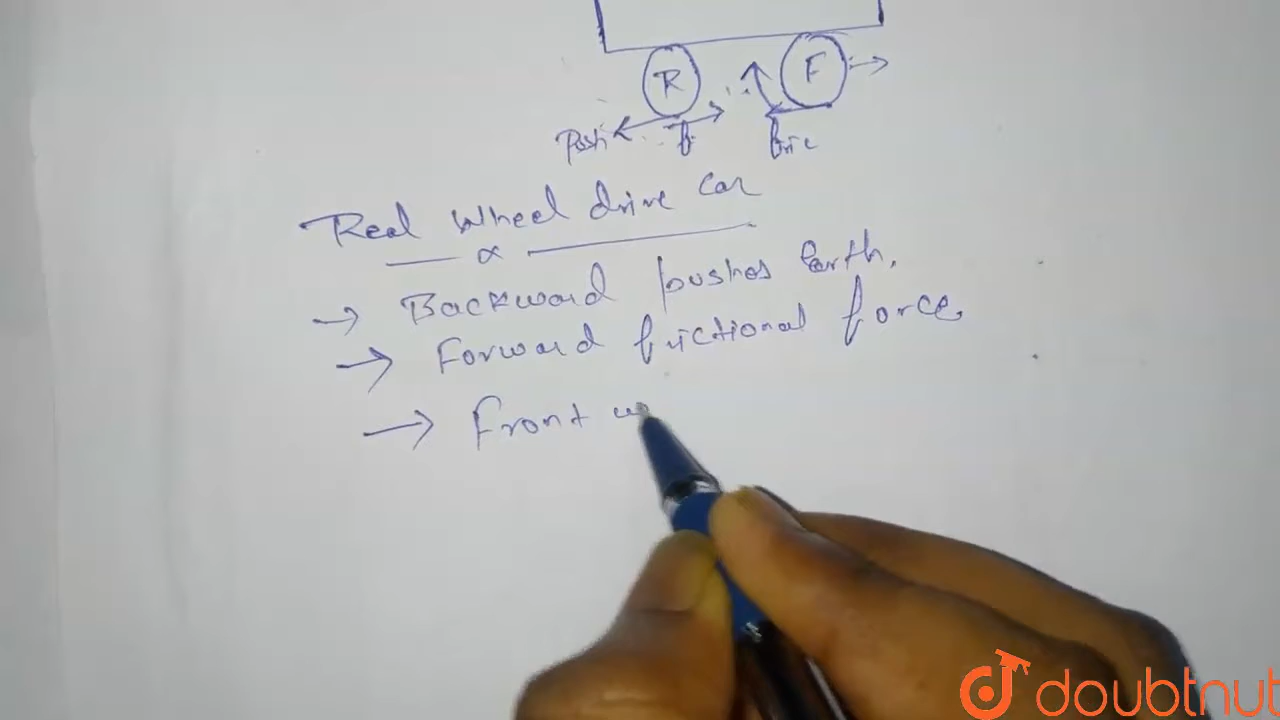 R
F
Push
f
fric
Real Wheel drive Car
→ Backward pushes Earth.
→ Forward frictional force
→ Front w
doubtnut